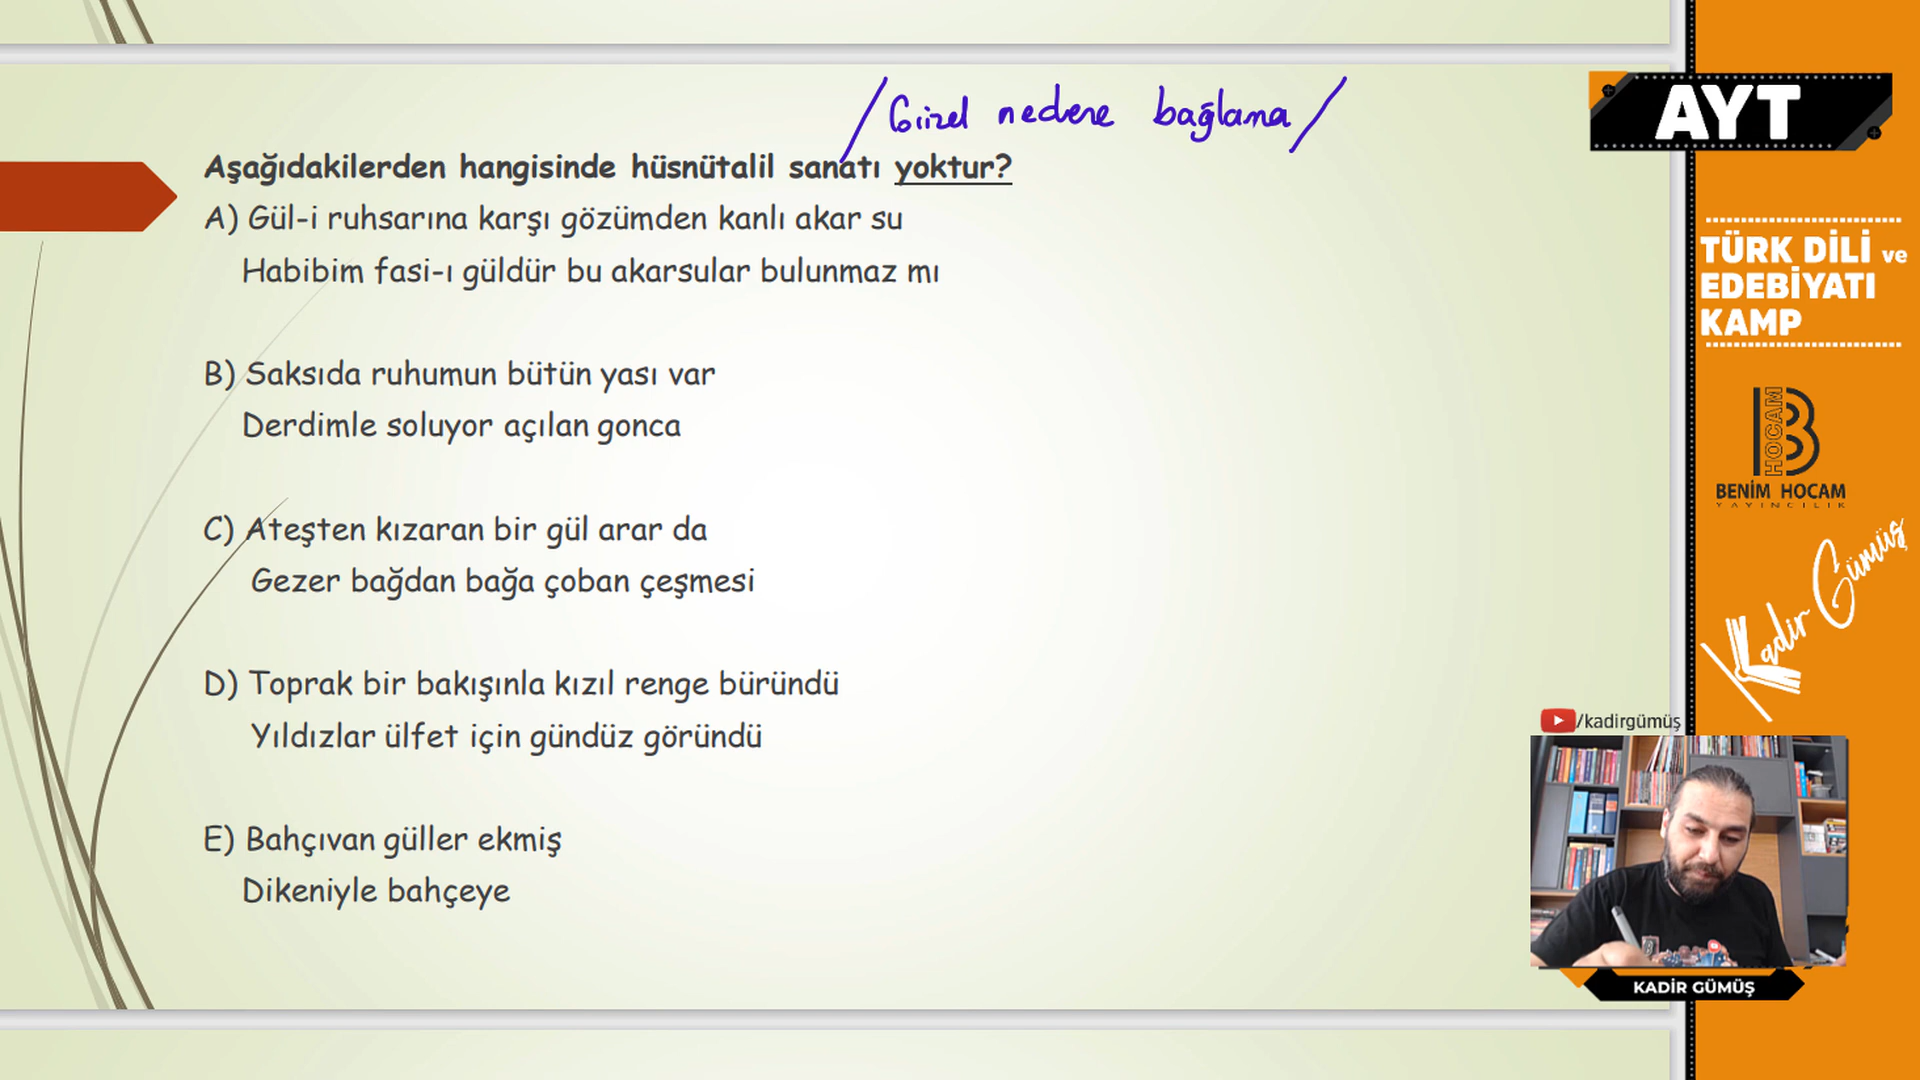 /Güzel nedene bağlama/
Aşağıdakilerden hangisinde hüsnütalil sanatı yoktur?
A) Gül-i ruhsarına karşı gözümden kanlı akar su
Habibim fasi-ı güldür bu akarsular bulunmaz mı
B) Saksıda ruhumun bütün yası var
Derdimle soluyor açılan gonca
C) Ateşten kızaran bir gül arar da
Gezer bağdan bağa çoban çeşmesi
D) Toprak bir bakışınla kızıl renge büründü
Yıldızlar ülfet için gündüz göründü
E) Bahçıvan güller ekmiş
Dikeniyle bahçeye
AYT
TÜRK DİLİ ve
EDEBİYATI
KAMP
HOCAM
BENİM HOCAM
YAYINCILIK
Kadir Gümüş
/kadirgümüş
KADİR GÜMÜŞ